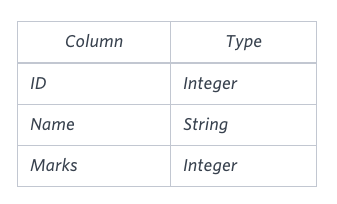 Column Type
ID Integer
Name String
Marks Integer